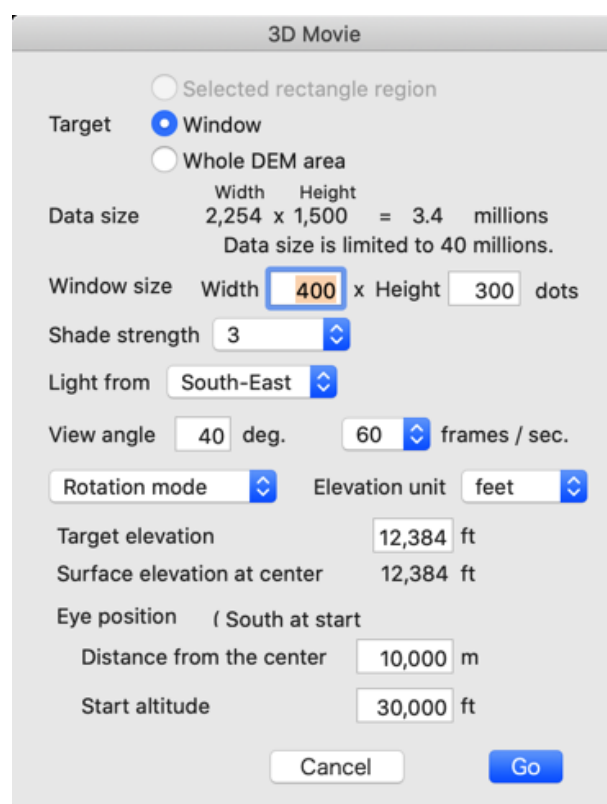 3D Movie
Selected rectangle region
Target Window
Whole DEM area
Width Height
Data size 2,254 x 1,500 = 3.4 millions
Data size is limited to 40 millions.
Window size Width 400 x Height 300 dots
Shade strength 3
Light from South-East
View angle 40 deg. 60 frames / sec.
Rotation mode Elevation unit feet
Target elevation 12,384 ft
Surface elevation at center 12,384 ft
Eye position ( South at start
Distance from the center 10,000 m
Start altitude 30,000 ft
Cancel Go